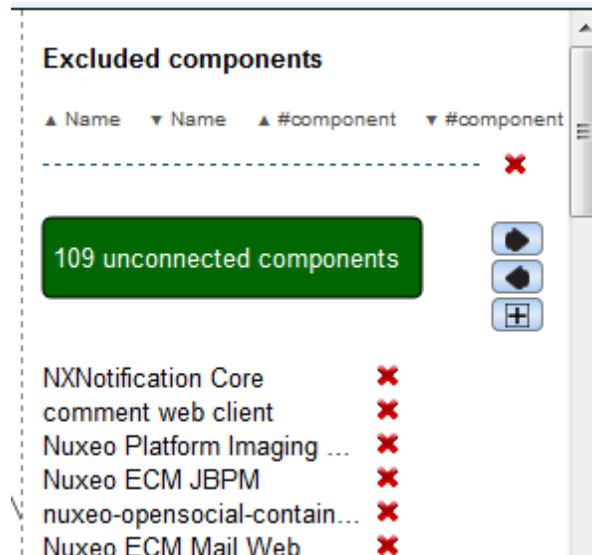 Excluded components
▲ Name ▼ Name ▲ #component ▼ #component
109 unconnected components
NXNotification Core
comment web client
Nuxeo Platform Imaging ...
Nuxeo ECM JBPM
nuxeo-opensocial-contain...
Nuxeo ECM Mail Web